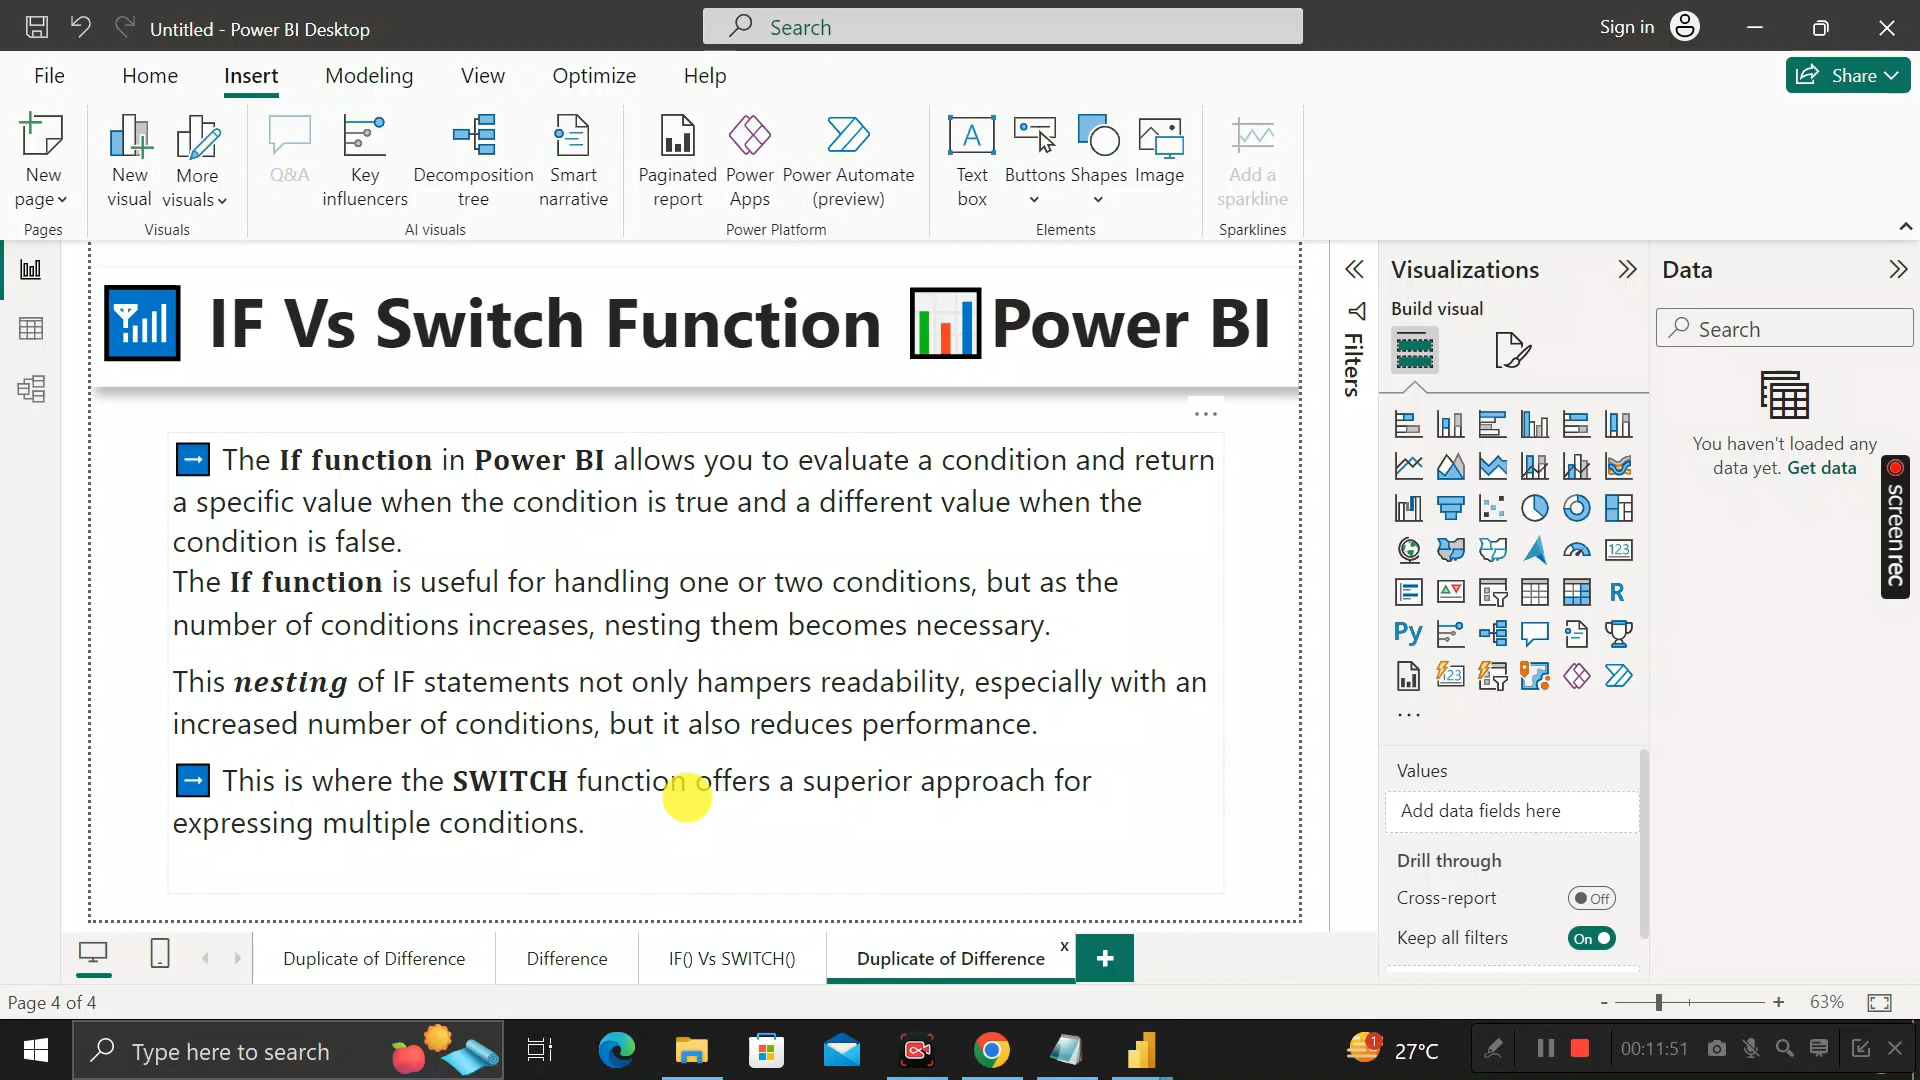 Untitled - Power BI Desktop
Search
Sign in
File
Home
Insert
Modeling
View
Optimize
Help
Share
New page
New visual
More visuals
Q&A
Key influencers
Decomposition tree
Smart narrative
Paginated report
Power Apps
Power Automate (preview)
Text box
Buttons
Shapes
Image
Add a sparkline
Pages
Visuals
AI visuals
Power Platform
Elements
Sparklines
IF Vs Switch Function Power BI
...
The If function in Power BI allows you to evaluate a condition and return
a specific value when the condition is true and a different value when the
condition is false.
The If function is useful for handling one or two conditions, but as the
number of conditions increases, nesting them becomes necessary.
This nesting of IF statements not only hampers readability, especially with an
increased number of conditions, but it also reduces performance.
This is where the SWITCH function offers a superior approach for
expressing multiple conditions.
Filters
Visualizations
Build visual
123
R
Py
123
...
Values
Add data fields here
Drill through
Cross-report
Off
Keep all filters
On
Data
Search
You haven't loaded any
data yet. Get data
screen rec
Duplicate of Difference
Difference
IF() Vs SWITCH()
Duplicate of Difference
x
+
Page 4 of 4
- + 63%
Type here to search
1
27°C
00:11:51